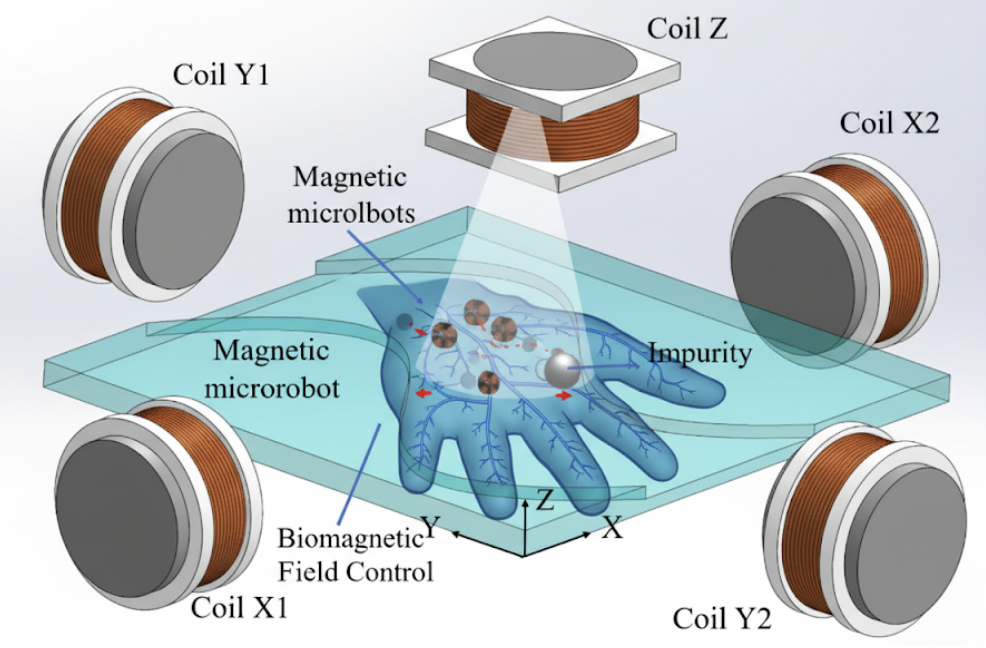 Coil Z
Coil Y1
Coil X2
Magnetic
microlbots
Magnetic
microrobot
Impurity
Z
Y
X
Biomagnetic
Field Control
Coil X1
Coil Y2